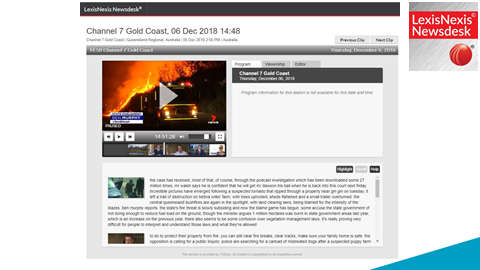 LexisNexis Newsdesk®
LexisNexis®
Newsdesk
®
Channel 7 Gold Coast, 06 Dec 2018 14:48
Channel 7 Gold Coast | Queensland Regional, Australia | 06 Dec 2018 2:58 PM | Australia
Previous Clip
Next Clip
14:50 Channel 7 Gold Coast
Thursday, December 6, 2018
Program
Viewership
Editor
Channel 7 Gold Coast
Thursday, December 06, 2018
Program information for this station is not available for this date and time.
STATE PARLIAMENT
BEN MURPHY
PAUSED
14:51:28
Highlight
Help
the case has received, most of that, of course, through the podcast investigation which has been downloaded some 27
million times. mr walsh says he is confident that he will get mr dawson his bail when he is back into this court next friday.
incredible pictures have emerged following a suspected tornado that ripped through a property near gin gin on tuesday. it
left a trail of destruction on belina wilks' farm, with trees uprooted, sheds flattened and a small trailer overturned. the
central queensland bushfires are again in the spotlight, with land clearing laws, being blamed for the intensity of the
blazes. ben murphy reports. the state's fire threat is slowly subsiding and now the blame game has begun. some accuse the state government of
not doing enough to reduce fuel load on the ground, though the minister argues 1 million hectares was burnt in state government areas last year,
which is an increase on the previous year. there also seems to be some confusion over vegetation management laws. it's really proving very
difficult for people to interpret and understand those laws and what they're allowed
to do to protect their property from fire. you can still clear fire breaks, clear tracks, make sure your family home is safe. the
opposition is calling for a public inquiry. police are searching for a carload of mistreated dogs after a suspected puppy farm